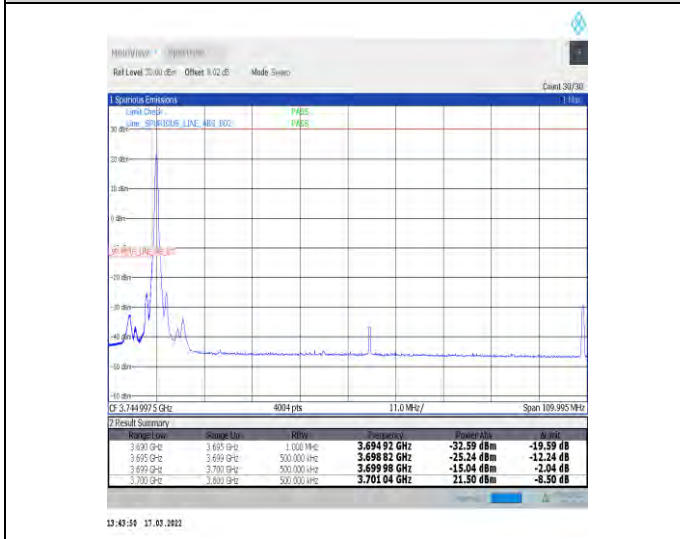 Ref Level 30.00 dBm Offset 8.02 dB Mode Sweep
Count 30/30
1 Spurious Emissions
Limit Check PASS
Line _SPURIOUS_LINE_ABS_002 PASS
30 dBm
20 dBm
10 dBm
0 dBm
-20 dBm
-30 dBm
-40 dBm
-50 dBm
CF 3.744 997 5 GHz 4004 pts 11.0 MHz/ Span 109.995 MHz
2 Result Summary
Range Low Range Up RBW Frequency Power Abs ΔLimit
3.690 GHz 3.695 GHz 1.000 MHz 3.694 92 GHz -32.59 dBm -19.59 dB
3.695 GHz 3.699 GHz 500.000 kHz 3.698 82 GHz -25.24 dBm -12.24 dB
3.699 GHz 3.700 GHz 500.000 kHz 3.699 98 GHz -15.04 dBm -2.04 dB
3.700 GHz 3.800 GHz 500.000 kHz 3.701 04 GHz 21.50 dBm -8.50 dB
13:43:50 17.03.2022